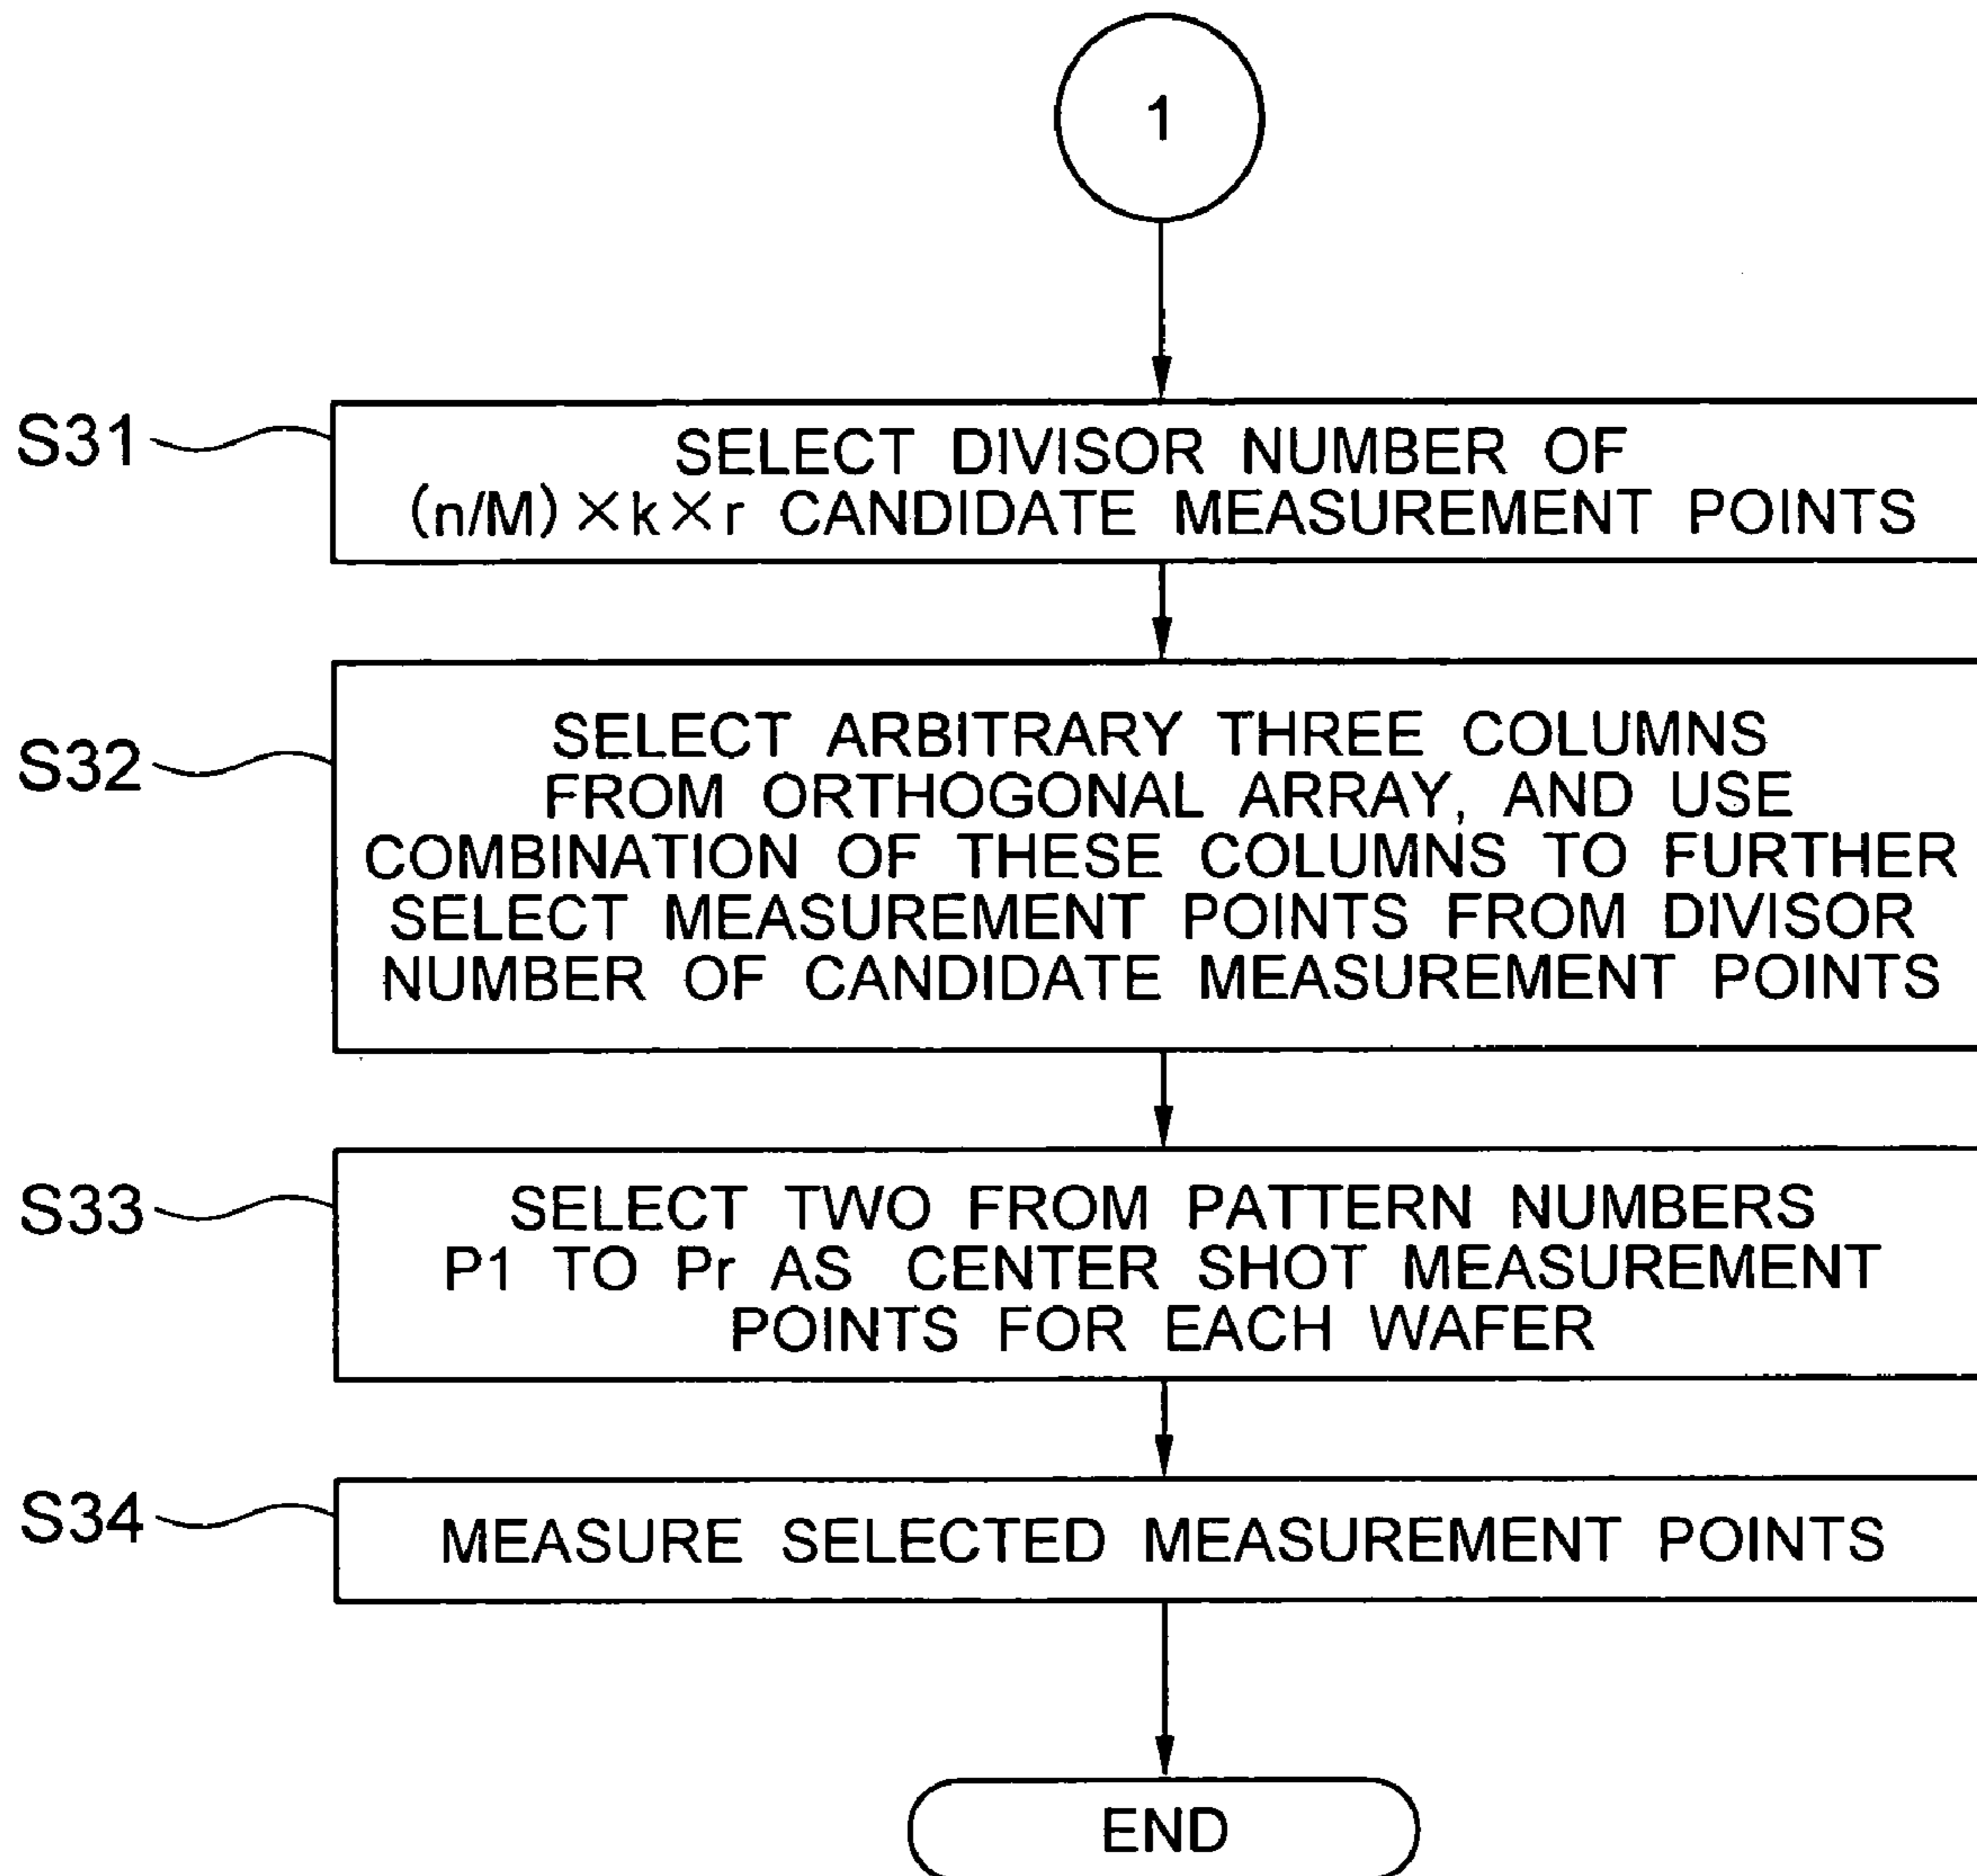 1
S31
SELECT DIVISOR NUMBER OF
(n/M)×k×r CANDIDATE MEASUREMENT POINTS
S32
SELECT ARBITRARY THREE COLUMNS
FROM ORTHOGONAL ARRAY, AND USE
COMBINATION OF THESE COLUMNS TO FURTHER
SELECT MEASUREMENT POINTS FROM DIVISOR
NUMBER OF CANDIDATE MEASUREMENT POINTS
S33
SELECT TWO FROM PATTERN NUMBERS
P1 TO Pr AS CENTER SHOT MEASUREMENT
POINTS FOR EACH WAFER
S34
MEASURE SELECTED MEASUREMENT POINTS
END